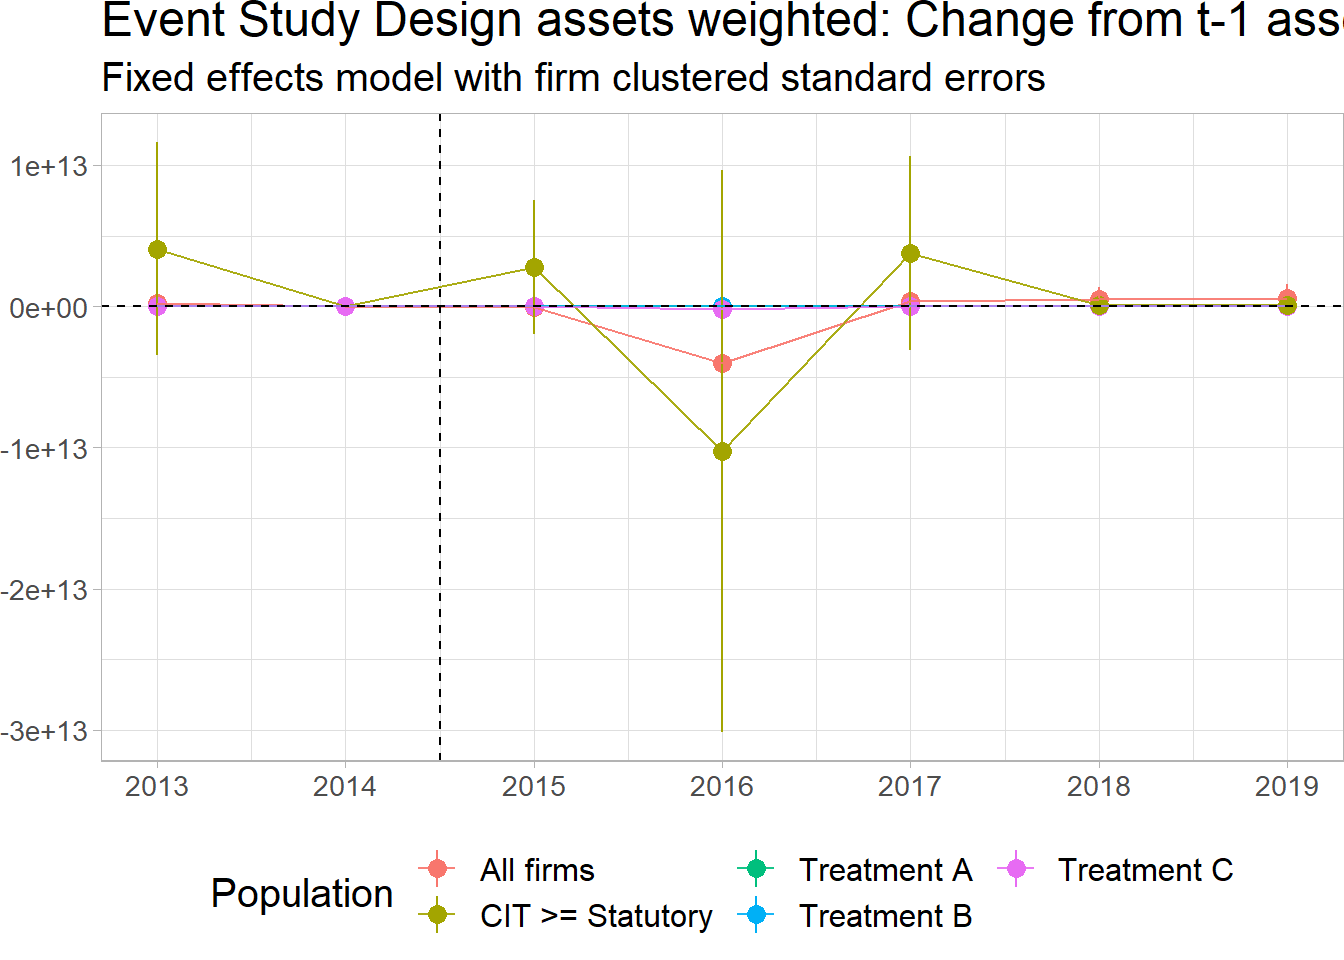 Event Study Design assets weighted: Change from t-1
Fixed effects model with firm clustered standard errors
1e+13
0e+00
-1e+13
-2e+13
-3e+13
2013 2014 2015 2016 2017 2018 2019
Population
All firms Treatment A Treatment C
CIT >= Statutory Treatment B